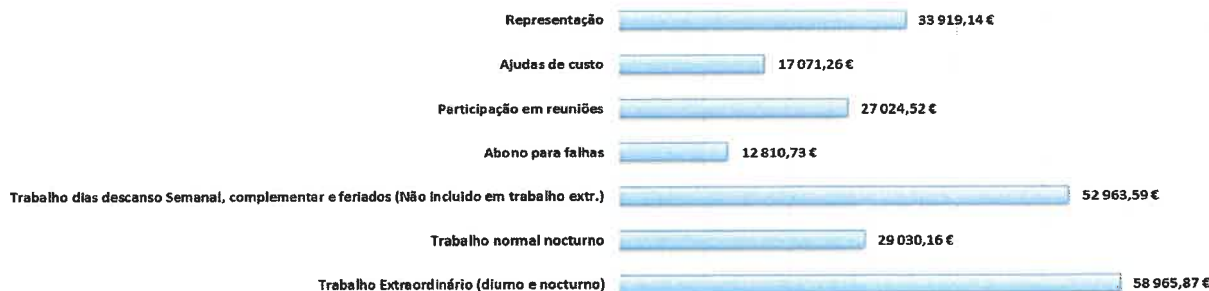 Representação 33 919,14 €
Ajudas de custo 17 071,26 €
Participação em reuniões 27 024,52 €
Abono para falhas 12 810,73 €
Trabalho dias descanso Semanal, complementar e feriados (Não incluido em trabalho extr.) 52 963,59 €
Trabalho normal nocturno 29 030,16 €
Trabalho Extraordinário (diurno e nocturno) 58 965,87 €